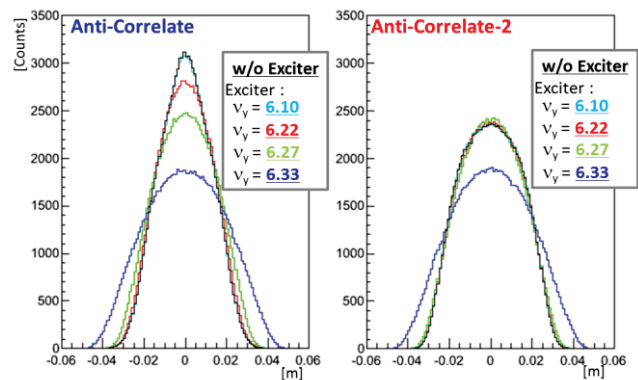 Anti-Correlate
[Counts]
3500
3000
2500
2000
1500
1000
500
0
-0.06 -0.04 -0.02 0 0.02 0.04 0.06
[m]
w/o Exciter
Exciter :
νy = 6.10
νy = 6.22
νy = 6.27
νy = 6.33
Anti-Correlate-2
3500
3000
2500
2000
1500
1000
500
0
-0.06 -0.04 -0.02 0 0.02 0.04 0.06
[m]
w/o Exciter
Exciter :
νy = 6.10
νy = 6.22
νy = 6.27
νy = 6.33